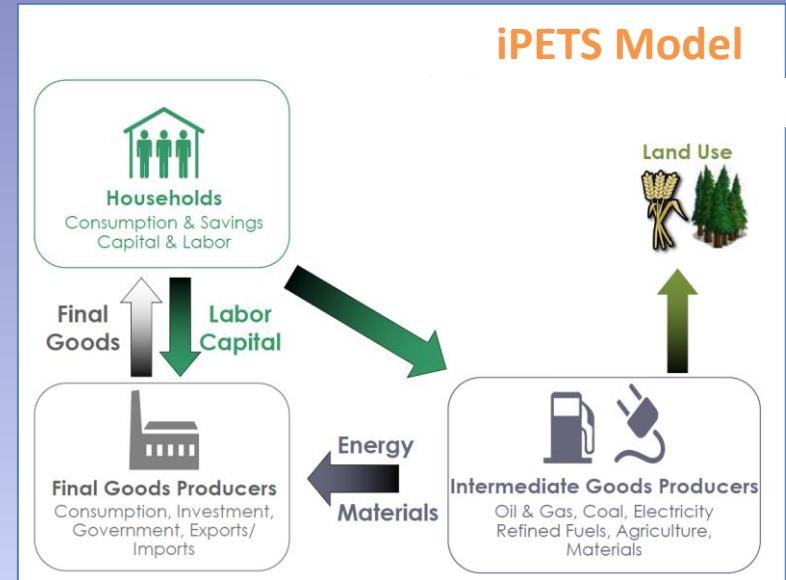 iPETS Model
Households
Consumption & Savings
Capital & Labor
Land Use
Final
Goods
Labor
Capital
Final Goods Producers
Consumption, Investment,
Government, Exports/
Imports
Energy
Materials
Intermediate Goods Producers
Oil & Gas, Coal, Electricity
Refined Fuels, Agriculture,
Materials